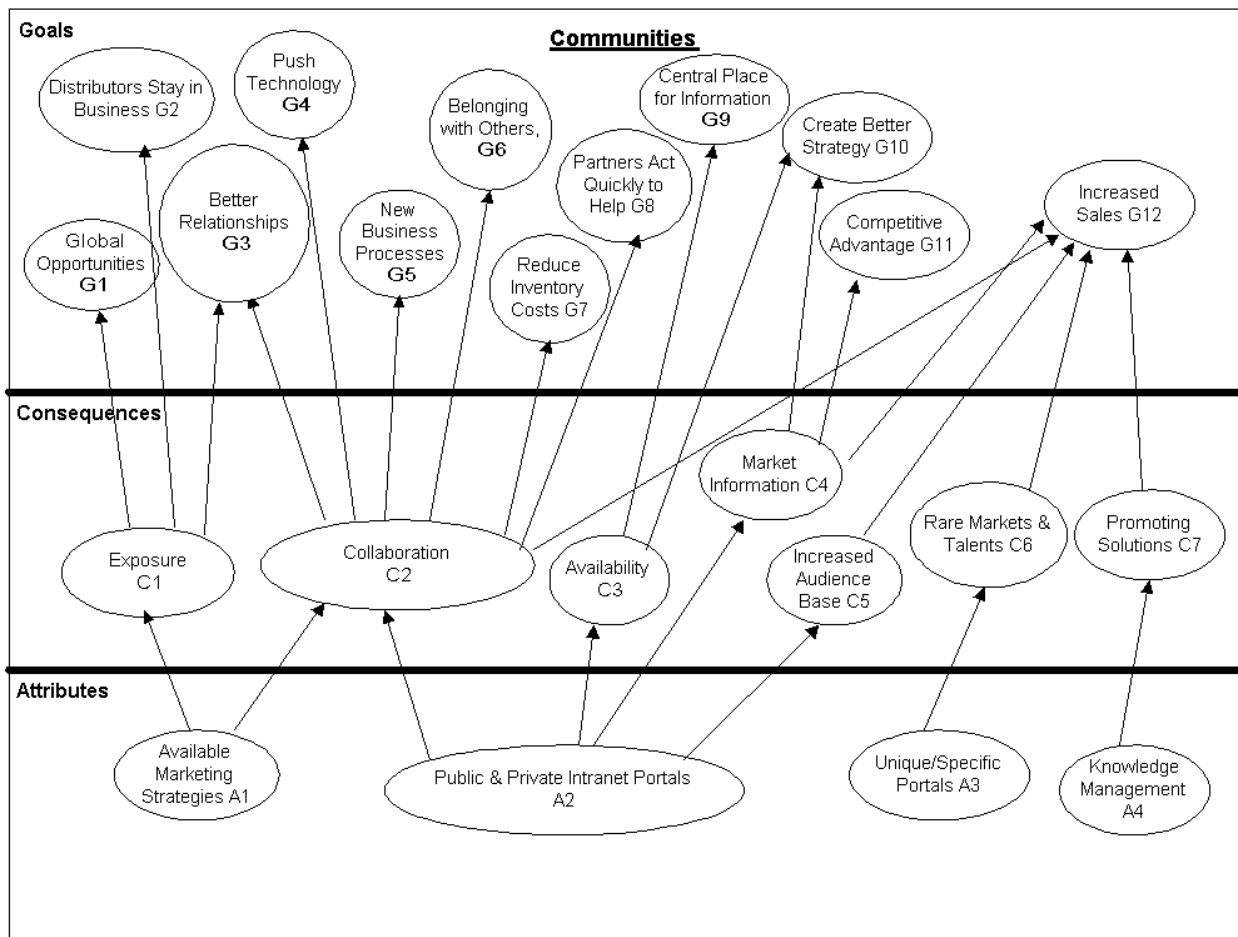 Goals
Communities
Distributors Stay in
Business G2
Push
Technology
G4
Belonging
with Others,
G6
Central Place
for Information
G9
Create Better
Strategy G10
Partners Act
Quickly to
Help G8
Better
Relationships
G3
New
Business
Processes
G5
Increased
Sales G12
Competitive
Advantage G11
Global
Opportunities
G1
Reduce
Inventory
Costs G7
Consequences
Market
Information C4
Exposure
C1
Collaboration
C2
Availability
C3
Increased
Audience
Base C5
Rare Markets &
Talents C6
Promoting
Solutions C7
Attributes
Available
Marketing
Strategies A1
Public & Private Intranet Portals
A2
Unique/Specific
Portals A3
Knowledge
Management
A4